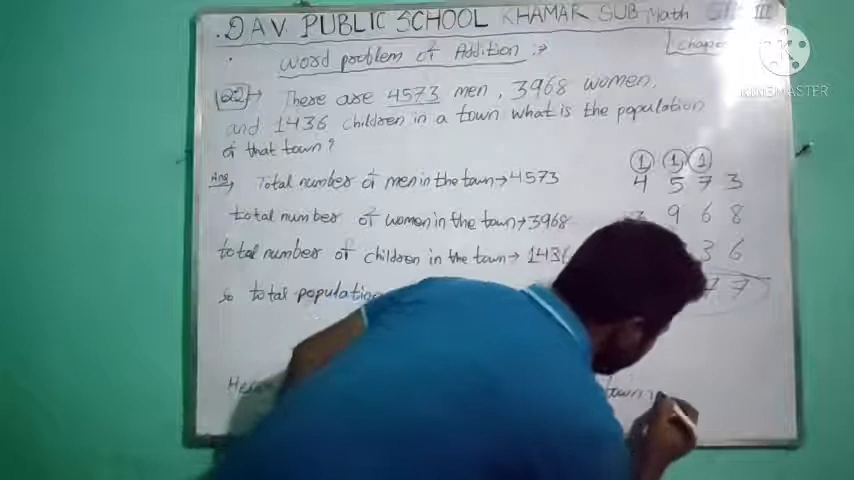 DAV PUBLIC SCHOOL KHAMAR SUB Math III
Word problem of Addition :→
Chapter
KINEMASTER
Q2 → There are 4573 men, 3968 women,
and 1436 children in a town what is the population
of that town?
Ans, Total number of men in the town → 4573
total number of women in the town → 3968
total number of children in the town → 1436
so total population
1 1 1
4 5 7 3
9 6 8
3 6
7 7
town